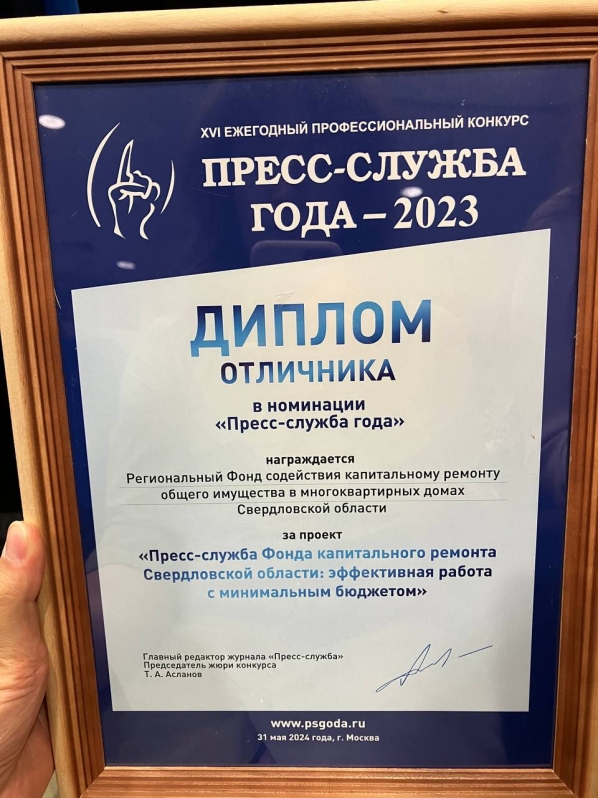 XVI ЕЖЕГОДНЫЙ ПРОФЕССИОНАЛЬНЫЙ КОНКУРС
ПРЕСС-СЛУЖБА
ГОДА – 2023
ДИПЛОМ
ОТЛИЧНИКА
в номинации
«Пресс-служба года»
награждается
Региональный Фонд содействия капитальному ремонту
общего имущества в многоквартирных домах
Свердловской области
за проект
«Пресс-служба Фонда капитального ремонта
Свердловской области: эффективная работа
с минимальным бюджетом»
Главный редактор журнала «Пресс-служба»
Председатель жюри конкурса
Т. А. Асланов
www.psgoda.ru
31 мая 2024 года, г. Москва